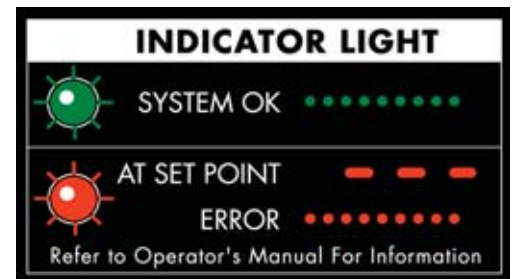 INDICATOR LIGHT
SYSTEM OK
AT SET POINT
ERROR
Refer to Operator's Manual For Information